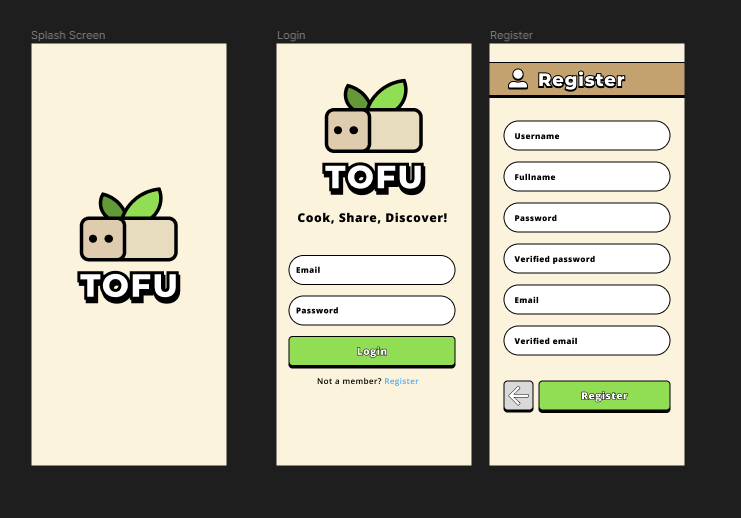 Splash Screen
TOFU
Login
TOFU
Cook, Share, Discover!
Email
Password
Login
Not a member? Register
Register
Register
Username
Fullname
Password
Verified password
Email
Verified email
Register